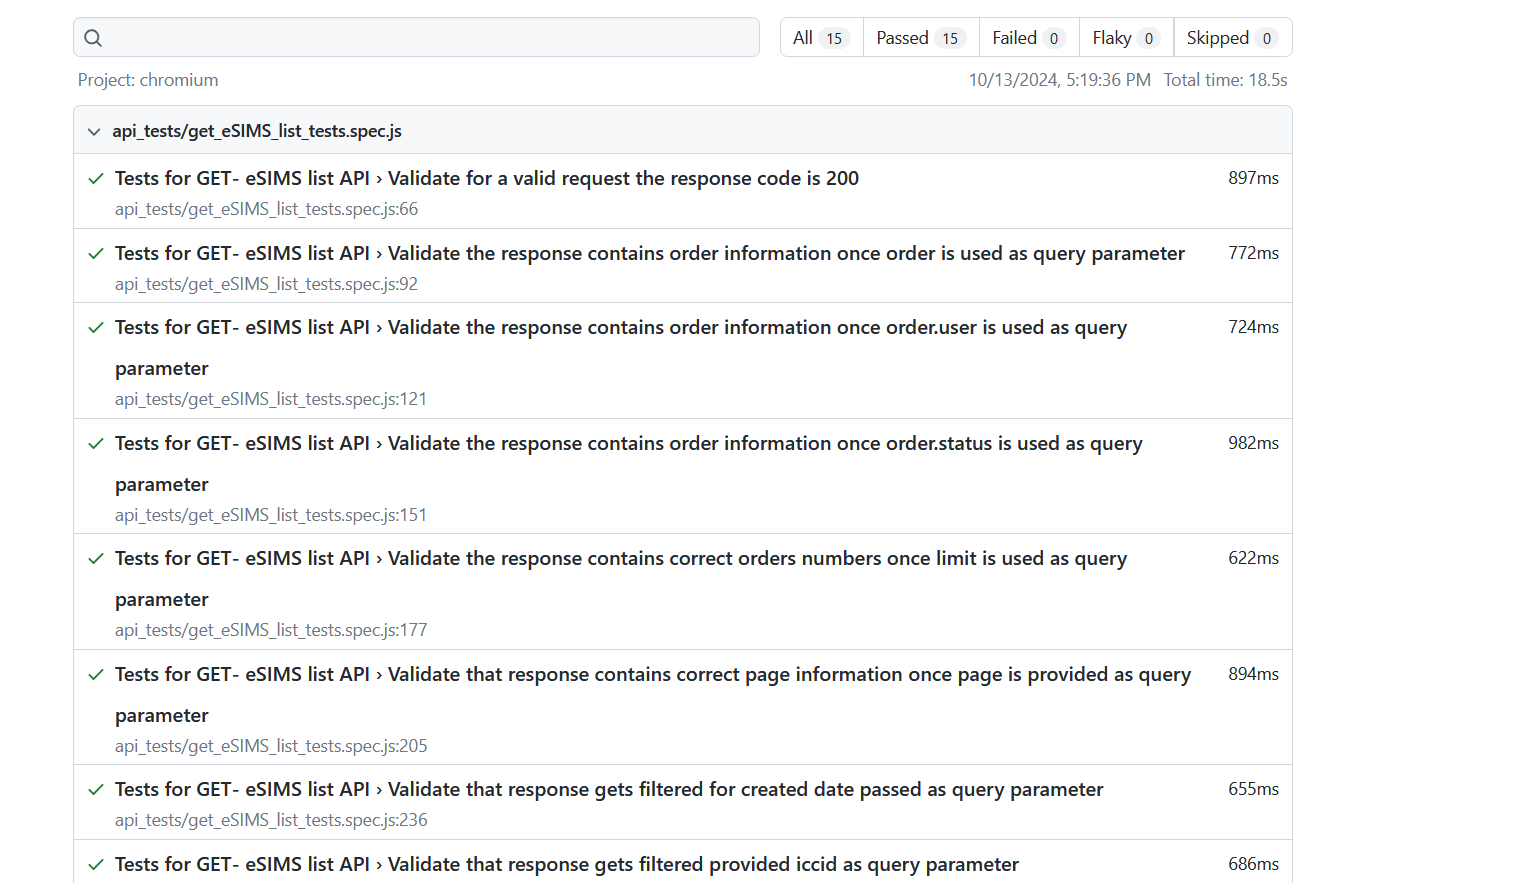 All 15 Passed 15 Failed 0 Flaky 0 Skipped 0
Project: chromium 10/13/2024, 5:19:36 PM Total time: 18.5s
api_tests/get_eSIMS_list_tests.spec.js
Tests for GET- eSIMS list API › Validate for a valid request the response code is 200 897ms
api_tests/get_eSIMS_list_tests.spec.js:66
Tests for GET- eSIMS list API › Validate the response contains order information once order is used as query parameter 772ms
api_tests/get_eSIMS_list_tests.spec.js:92
Tests for GET- eSIMS list API › Validate the response contains order information once order.user is used as query 724ms
parameter
api_tests/get_eSIMS_list_tests.spec.js:121
Tests for GET- eSIMS list API › Validate the response contains order information once order.status is used as query 982ms
parameter
api_tests/get_eSIMS_list_tests.spec.js:151
Tests for GET- eSIMS list API › Validate the response contains correct orders numbers once limit is used as query 622ms
parameter
api_tests/get_eSIMS_list_tests.spec.js:177
Tests for GET- eSIMS list API › Validate that response contains correct page information once page is provided as query 894ms
parameter
api_tests/get_eSIMS_list_tests.spec.js:205
Tests for GET- eSIMS list API › Validate that response gets filtered for created date passed as query parameter 655ms
api_tests/get_eSIMS_list_tests.spec.js:236
Tests for GET- eSIMS list API › Validate that response gets filtered provided iccid as query parameter 686ms